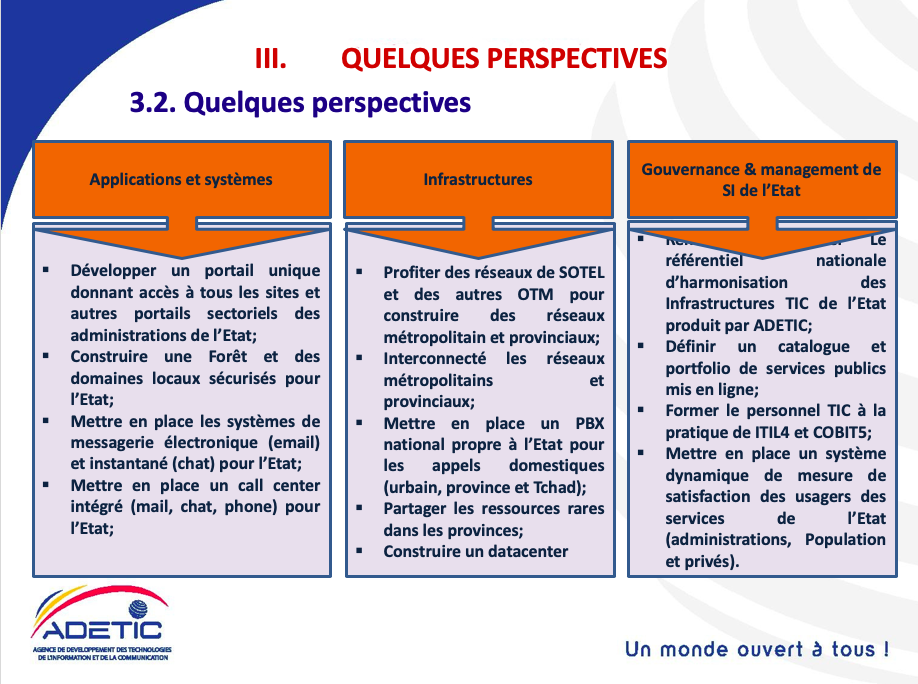 III. QUELQUES PERSPECTIVES
3.2. Quelques perspectives
Applications et systèmes
▪ Développer un portail unique
donnant accès à tous les sites et
autres portails sectoriels des
administrations de l’Etat;
▪ Construire une Forêt et des
domaines locaux sécurisés pour
l’Etat;
▪ Mettre en place les systèmes de
messagerie électronique (email)
et instantané (chat) pour l’Etat;
▪ Mettre en place un call center
intégré (mail, chat, phone) pour
l’Etat;
Infrastructures
▪ Profiter des réseaux de SOTEL
et des autres OTM pour
construire des réseaux
métropolitain et provinciaux;
▪ Interconnecté les réseaux
métropolitains et
provinciaux;
▪ Mettre en place un PBX
national propre à l’Etat pour
les appels domestiques
(urbain, province et Tchad);
▪ Partager les ressources rares
dans les provinces;
▪ Construire un datacenter
Gouvernance & management de
SI de l’Etat
▪ Le
référentiel nationale
d’harmonisation des
Infrastructures TIC de l’Etat
produit par ADETIC;
▪ Définir un catalogue et
portfolio de services publics
mis en ligne;
▪ Former le personnel TIC à la
pratique de ITIL4 et COBIT5;
▪ Mettre en place un système
dynamique de mesure de
satisfaction des usagers des
services de l’Etat
(administrations, Population
et privés).
ADETIC
AGENCE DE DEVELOPPEMENT DES TECHNOLOGIES
DE L'INFORMATION ET DE LA COMMUNICATION
Un monde ouvert à tous !